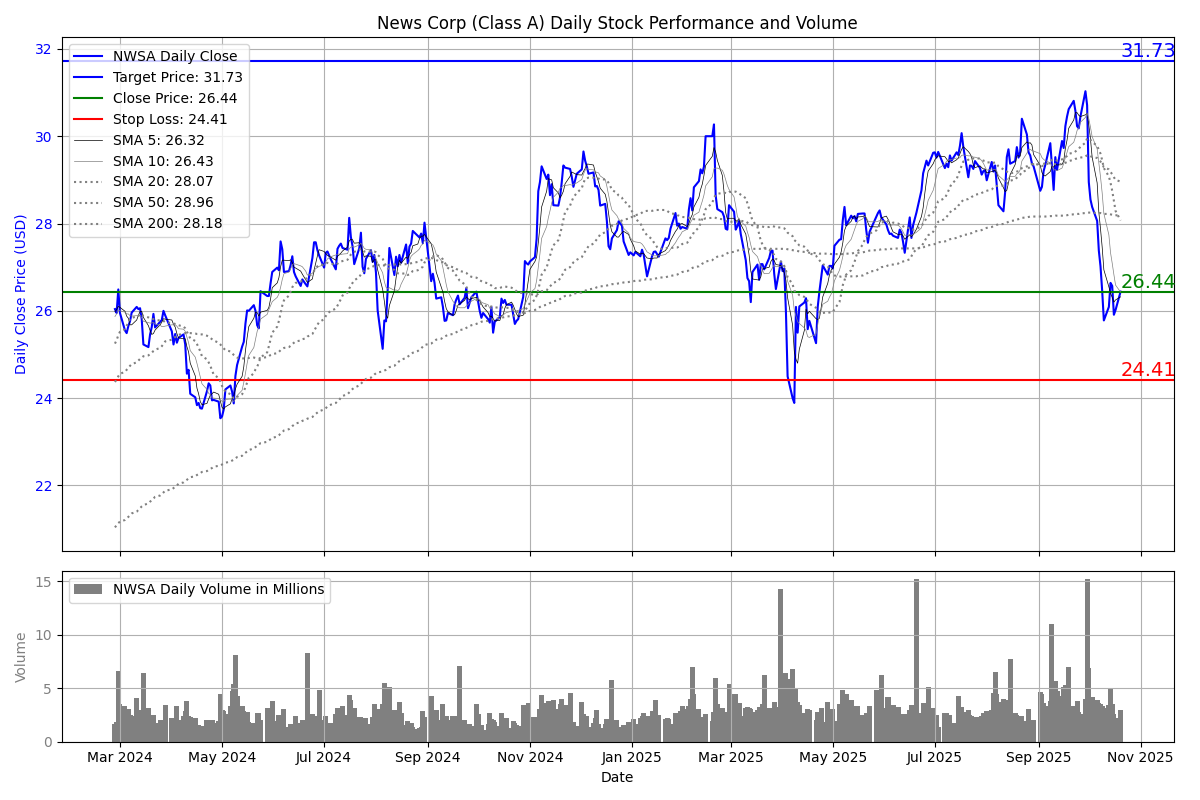 News Corp (Class A) Daily Stock Performance and Volume
32
30
28
26
24
22
Daily Close Price (USD)
NWSA Daily Close
Target Price: 31.73
Close Price: 26.44
Stop Loss: 24.41
SMA 5: 26.32
SMA 10: 26.43
SMA 20: 28.07
SMA 50: 28.96
SMA 200: 28.18
31.73
26.44
24.41
15
10
5
0
Volume
NWSA Daily Volume in Millions
Mar 2024 May 2024 Jul 2024 Sep 2024 Nov 2024 Jan 2025 Mar 2025 May 2025 Jul 2025 Sep 2025 Nov 2025
Date